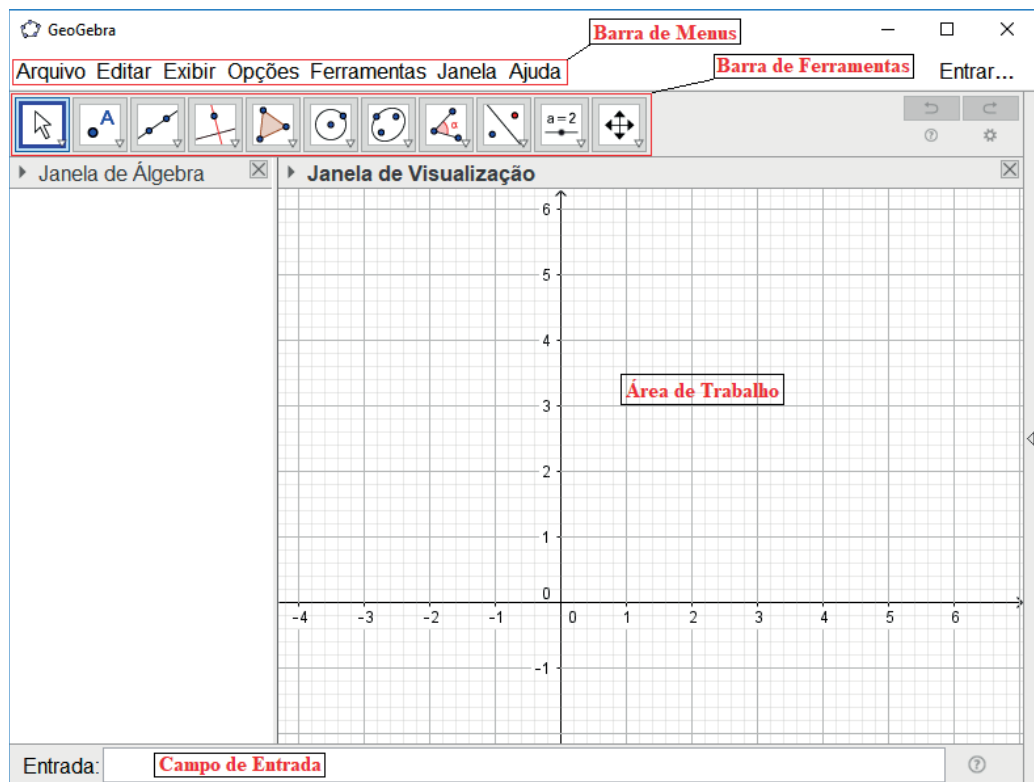 GeoGebra
Barra de Menus
Arquivo Editar Exibir Opções Ferramentas Janela Ajuda
Barra de Ferramentas
Entrar...
A
α
a=2
Janela de Álgebra
Janela de Visualização
6
5
4
Área de Trabalho
3
2
1
0
-4 -3 -2 -1 0 1 2 3 4 5 6
-1
Entrada:
Campo de Entrada